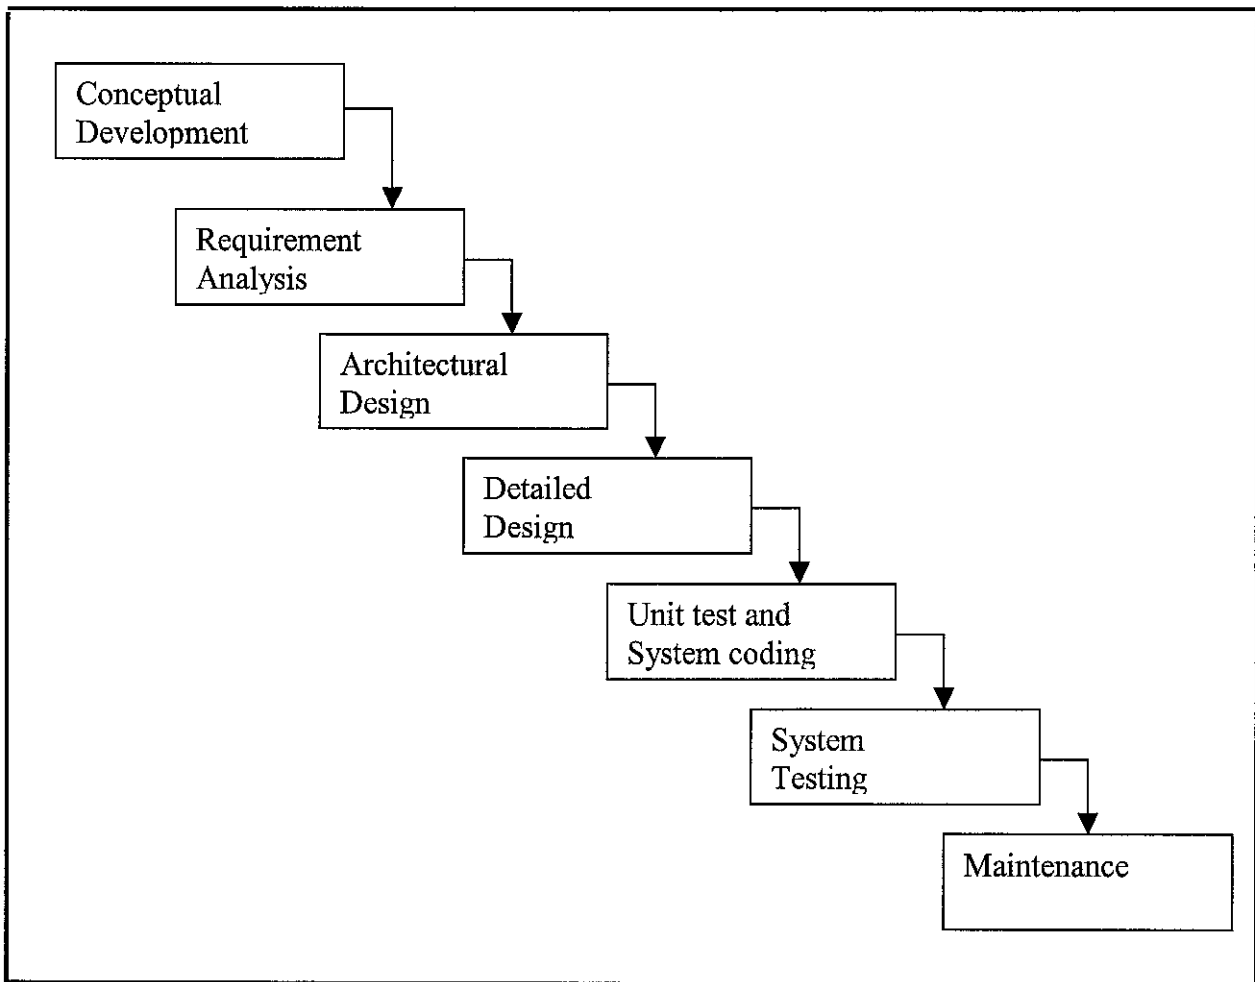 Conceptual
Development
Requirement
Analysis
Architectural
Design
Detailed
Design
Unit test and
System coding
System
Testing
Maintenance